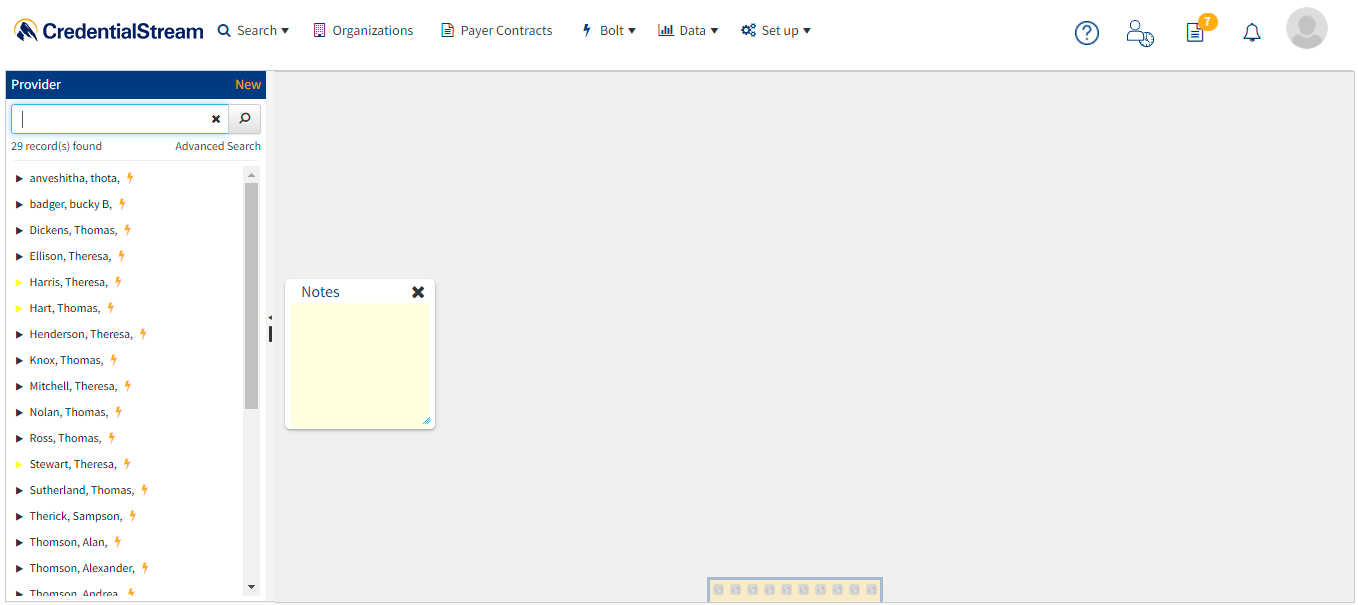 CredentialStream Search Organizations Payer Contracts Bolt Data Set up ? 7
Provider New
29 record(s) found Advanced Search
anveshitha, thota,
badger, bucky B,
Dickens, Thomas,
Ellison, Theresa,
Harris, Theresa,
Hart, Thomas,
Henderson, Theresa,
Knox, Thomas,
Mitchell, Theresa,
Nolan, Thomas,
Ross, Thomas,
Stewart, Theresa,
Sutherland, Thomas,
Therick, Sampson,
Thomson, Alan,
Thomson, Alexander,
Thomson, Andrea,
Notes